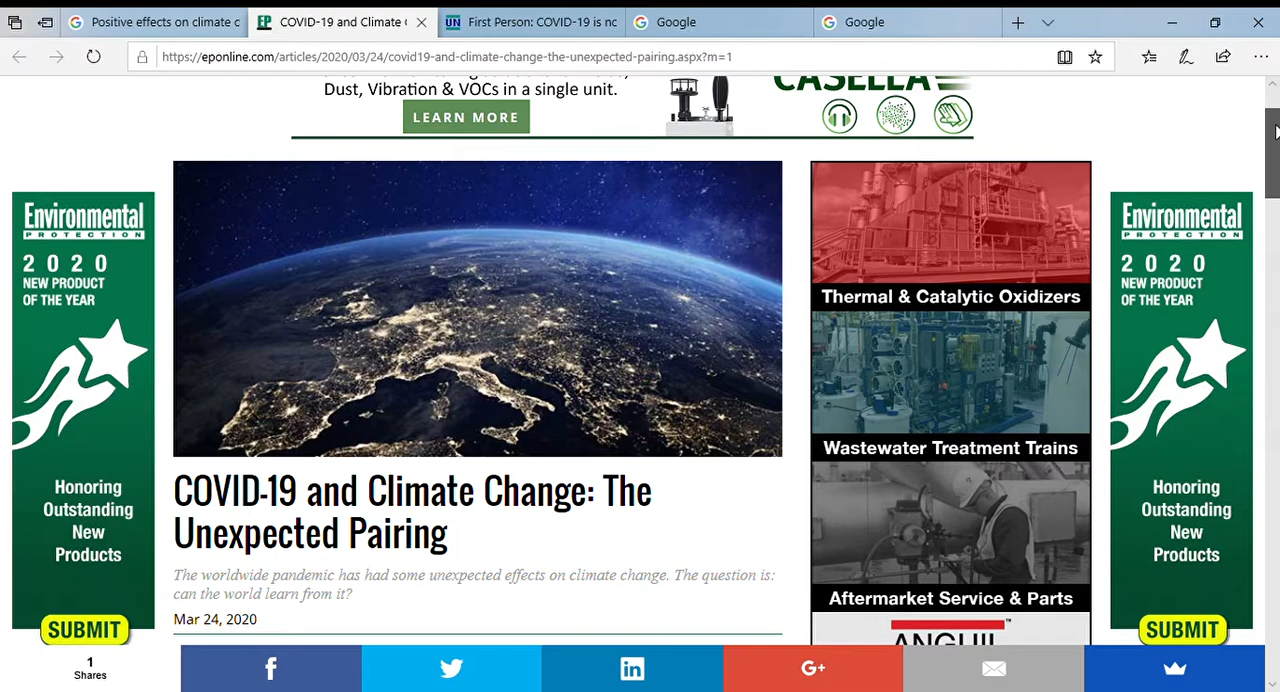 Positive effects on climate c
COVID-19 and Climate C
UN
First Person: COVID-19 is nc
Google
Google
https://eponline.com/articles/2020/03/24/covid19-and-climate-change-the-unexpected-pairing.aspx?m=1
Dust, Vibration & VOCs in a single unit.
LEARN MORE
CASELLA
Environmental
PROTECTION
2020
NEW PRODUCT
OF THE YEAR
Honoring
Outstanding
New
Products
SUBMIT
COVID-19 and Climate Change: The
Unexpected Pairing
The worldwide pandemic has had some unexpected effects on climate change. The question is:
can the world learn from it?
Mar 24, 2020
Thermal & Catalytic Oxidizers
Wastewater Treatment Trains
Aftermarket Service & Parts
ANGUIL
Environmental
PROTECTION
2020
NEW PRODUCT
OF THE YEAR
Honoring
Outstanding
New
Products
SUBMIT
1
Shares
f
in
G+